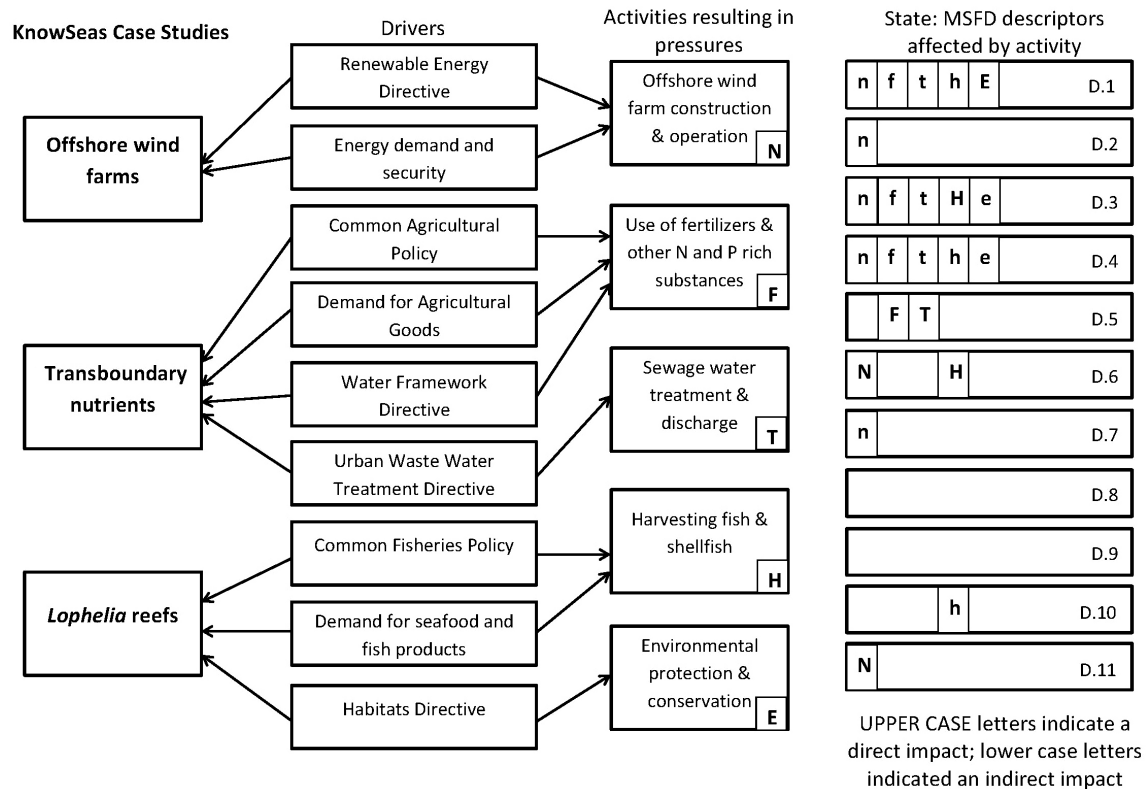 KnowSeas Case Studies
Offshore wind
farms
Transboundary
nutrients
Lophelia reefs
Drivers
Renewable Energy
Directive
Energy demand and
security
Common Agricultural
Policy
Demand for Agricultural
Goods
Water Framework
Directive
Urban Waste Water
Treatment Directive
Common Fisheries Policy
Demand for seafood and
fish products
Habitats Directive
Activities resulting in
pressures
Offshore wind
farm construction
& operation
N
Use of fertilizers &
other N and P rich
substances
F
Sewage water
treatment &
discharge
T
Harvesting fish &
shellfish
H
Environmental
protection &
conservation
E
State: MSFD descriptors
affected by activity
n f t h E D.1
n D.2
n f t H e D.3
n f t h e D.4
F T D.5
N H D.6
n D.7
D.8
D.9
h D.10
N D.11
UPPER CASE letters indicate a
direct impact; lower case letters
indicated an indirect impact